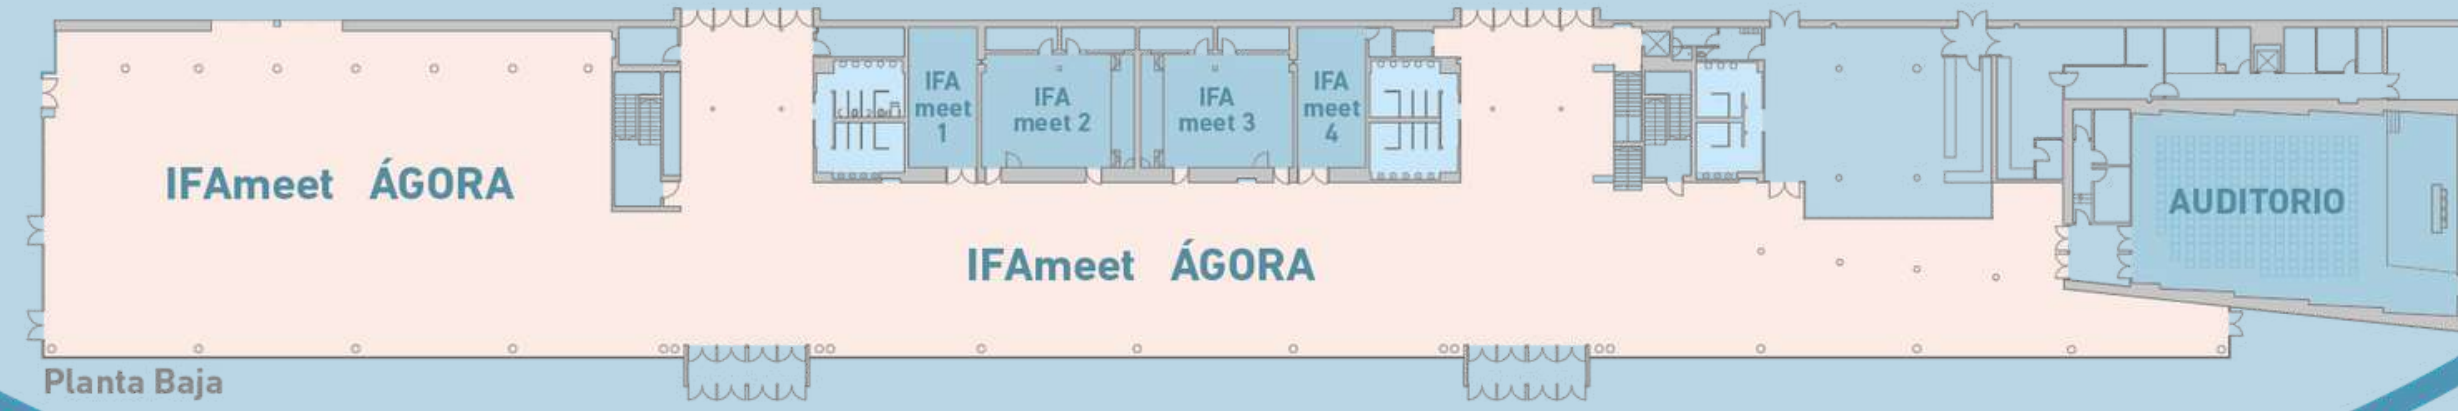 IFAmeet ÁGORA
IFA
meet
1
IFA
meet 2
IFA
meet 3
IFA
meet
4
IFAmeet ÁGORA
AUDITORIO
Planta Baja